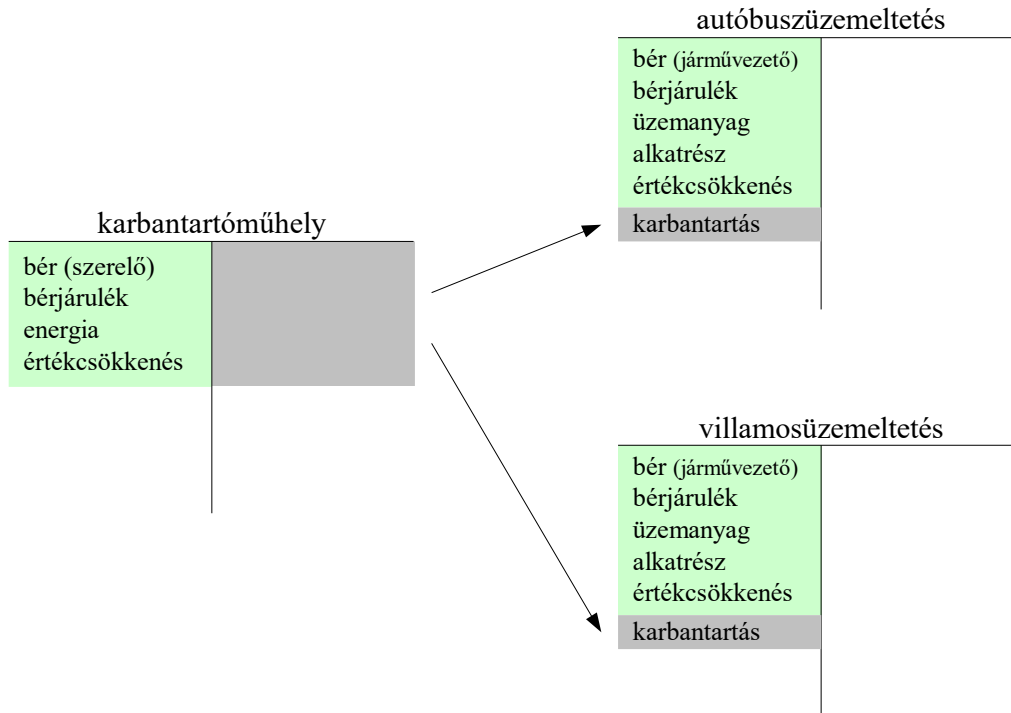 autóbuszüzemeltetés
bér (járművezető)
bérjárulék
üzemanyag
alkatrész
értékcsökkenés
karbantartás
karbantartóműhely
bér (szerelő)
bérjárulék
energia
értékcsökkenés
villamosüzemeltetés
bér (járművezető)
bérjárulék
üzemanyag
alkatrész
értékcsökkenés
karbantartás